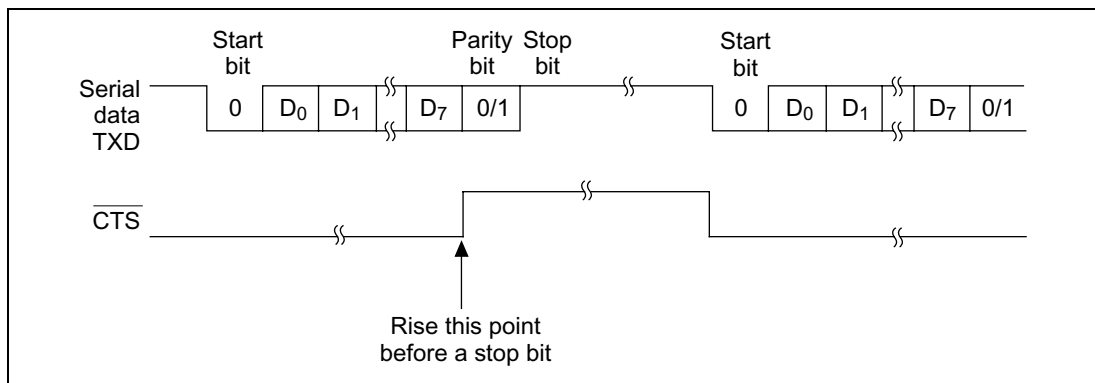 Start
bit
Parity
bit
Stop
bit
Start
bit
Serial
data
TXD
0 D0 D1 D7 0/1 0 D0 D1 D7 0/1
CTS
Rise this point
before a stop bit